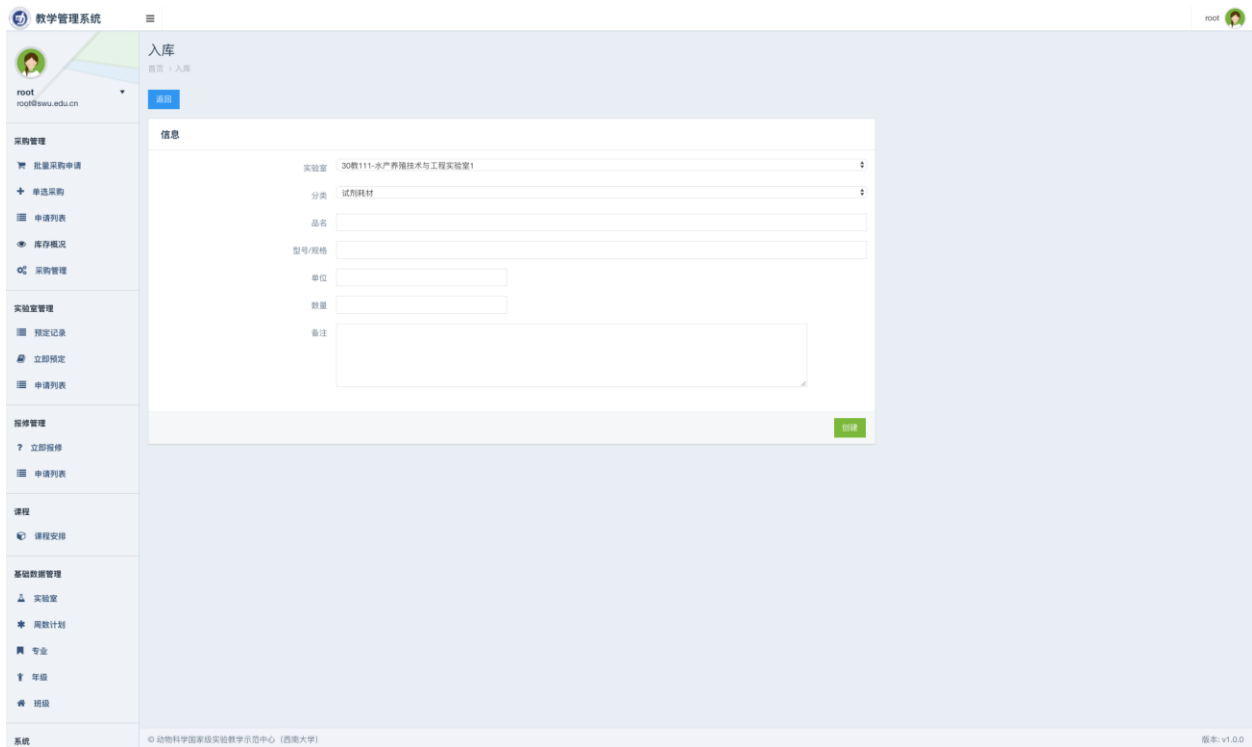 教学管理系统
root
root
root@swu.edu.cn
采购管理
批量采购申请
单选采购
申请列表
库存概况
采购管理
实验室管理
预定记录
立即预定
申请列表
报修管理
? 立即报修
申请列表
课程
课程安排
基础数据管理
实验室
周数计划
专业
年级
班级
系统
入库
首页 > 入库
返回
信息
实验室 30教111-水产养殖技术与工程实验室1
分类 试剂耗材
品名
型号/规格
单位
数量
备注
创建
© 动物科学国家级实验教学示范中心（西南大学）
版本: v1.0.0